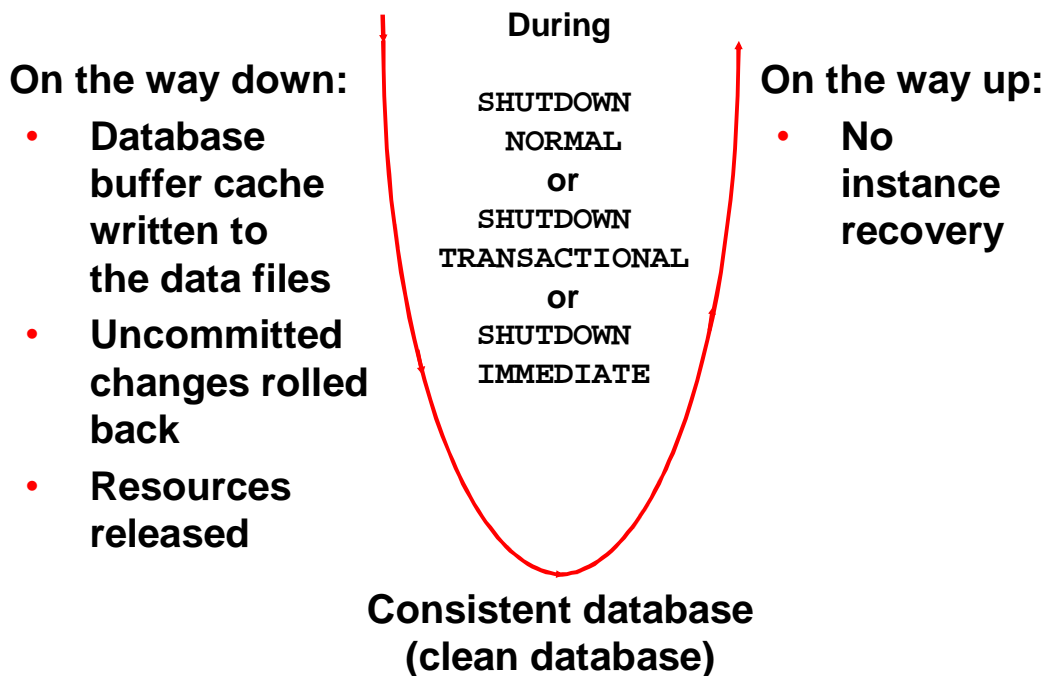 During
On the way down:
• Database
buffer cache
written to
the data files
• Uncommitted
changes rolled
back
• Resources
released
SHUTDOWN
NORMAL
or
SHUTDOWN
TRANSACTIONAL
or
SHUTDOWN
IMMEDIATE
On the way up:
• No
instance
recovery
Consistent database
(clean database)